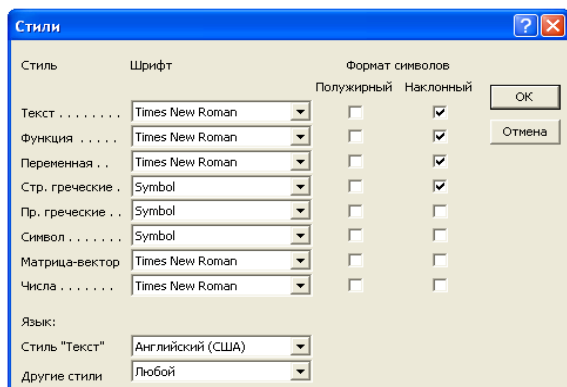 Стили
Стиль Шрифт Формат символов
Полужирный Наклонный
OK
Текст . . . . . . . . Times New Roman
Функция . . . . . Times New Roman
Отмена
Переменная . . Times New Roman
Стр. греческие . Symbol
Пр. греческие . . Symbol
Символ . . . . . . . Symbol
Матрица-вектор Times New Roman
Числа . . . . . . . Times New Roman
Язык:
Стиль "Текст" Английский (США)
Другие стили Любой